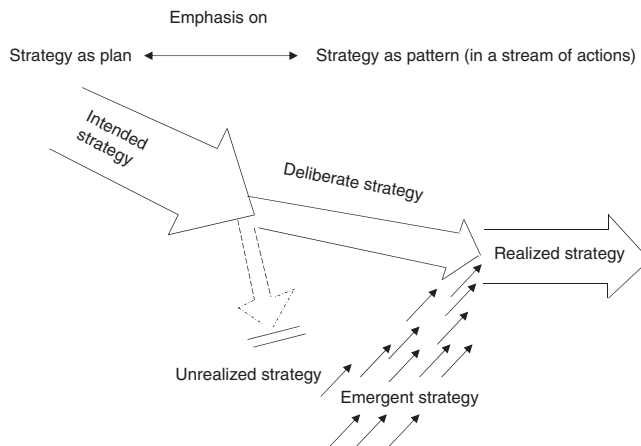 Emphasis on
Strategy as plan
Strategy as pattern (in a stream of actions)
Intended
strategy
Deliberate strategy
Realized strategy
Unrealized strategy
Emergent strategy